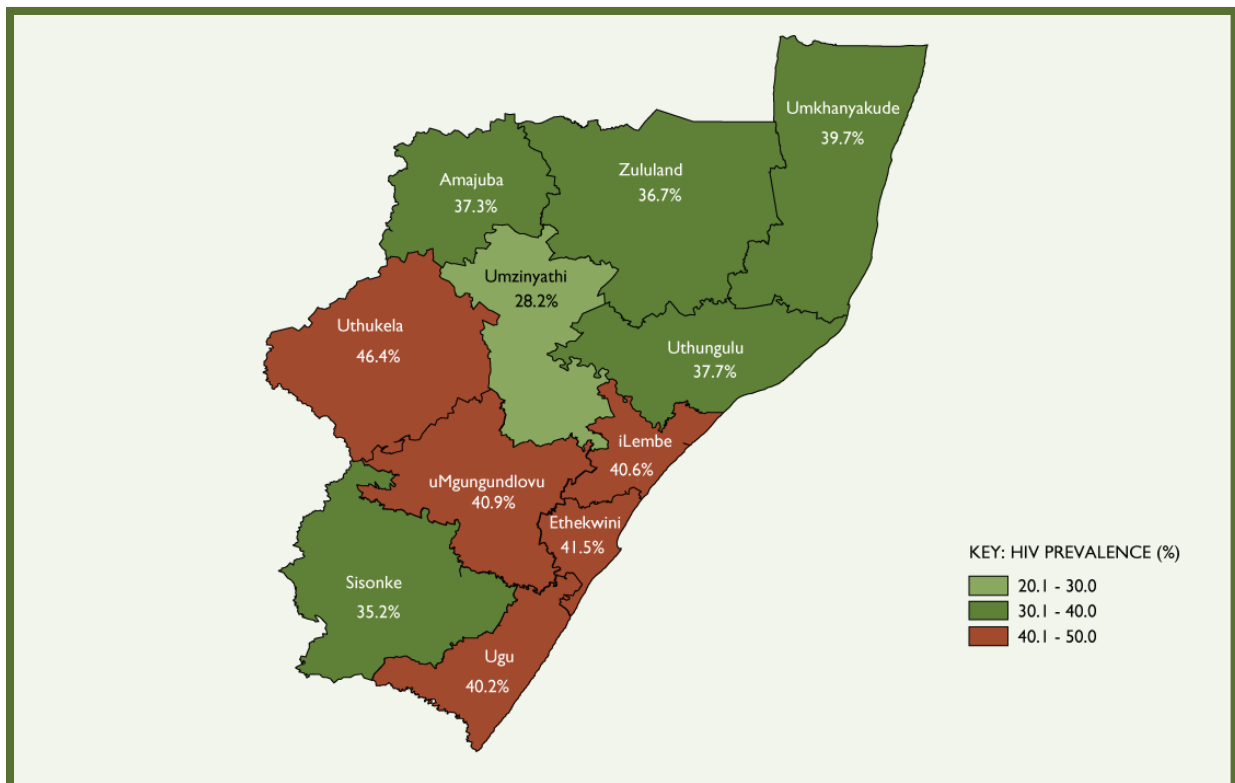 Umkhanyakude
39.7%
Zululand
36.7%
Amajuba
37.3%
Umzinyathi
28.2%
Uthukela
46.4%
Uthungulu
37.7%
iLembe
40.6%
uMgungundlovu
40.9%
Ethekwini
41.5%
Sisonke
35.2%
Ugu
40.2%
KEY: HIV PREVALENCE (%)
20.1 - 30.0
30.1 - 40.0
40.1 - 50.0